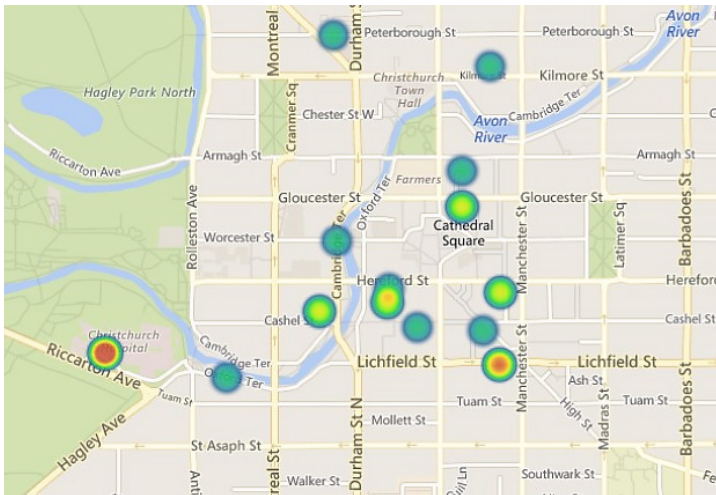 Montreal
Durham St
Peterborough St
Peterborough St
Avon
River
Kilmore St
Kilmore St
Hagley Park North
Christchurch
Town
Hall
Cranmer Sq
Chester St W
Cambridge Ter
Avon
River
Riccarton Ave
Armagh St
Armagh St
Farmers
Oxford Ter
Rolleston Ave
Gloucester St
Gloucester St
Barbadoes St
Cathedral
Square
Worcester St
Cambridge Ter
Manchester St
Latimer Sq
Hereford St
Hereford
Cashel St
Cashel St
Christchurch
Hospital
Riccarton Ave
Cambridge Ter
Oxford Ter
Lichfield St
Lichfield St
Manchester St
Ash St
Tuam St
Tuam St
Tuam St
High St
Madras St
Barbadoes St
Hagley Ave
Durham St N
Mollett St
St Asaph St
Walker St
Southwark St